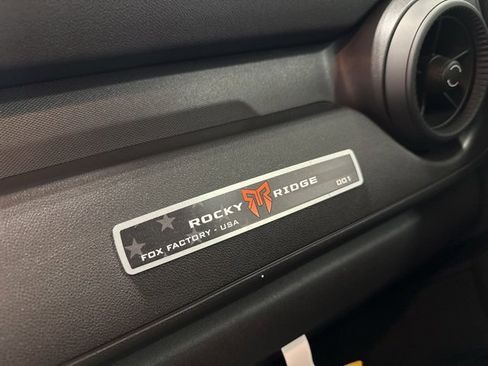 ROCKY RIDGE 001
FOX FACTORY - USA